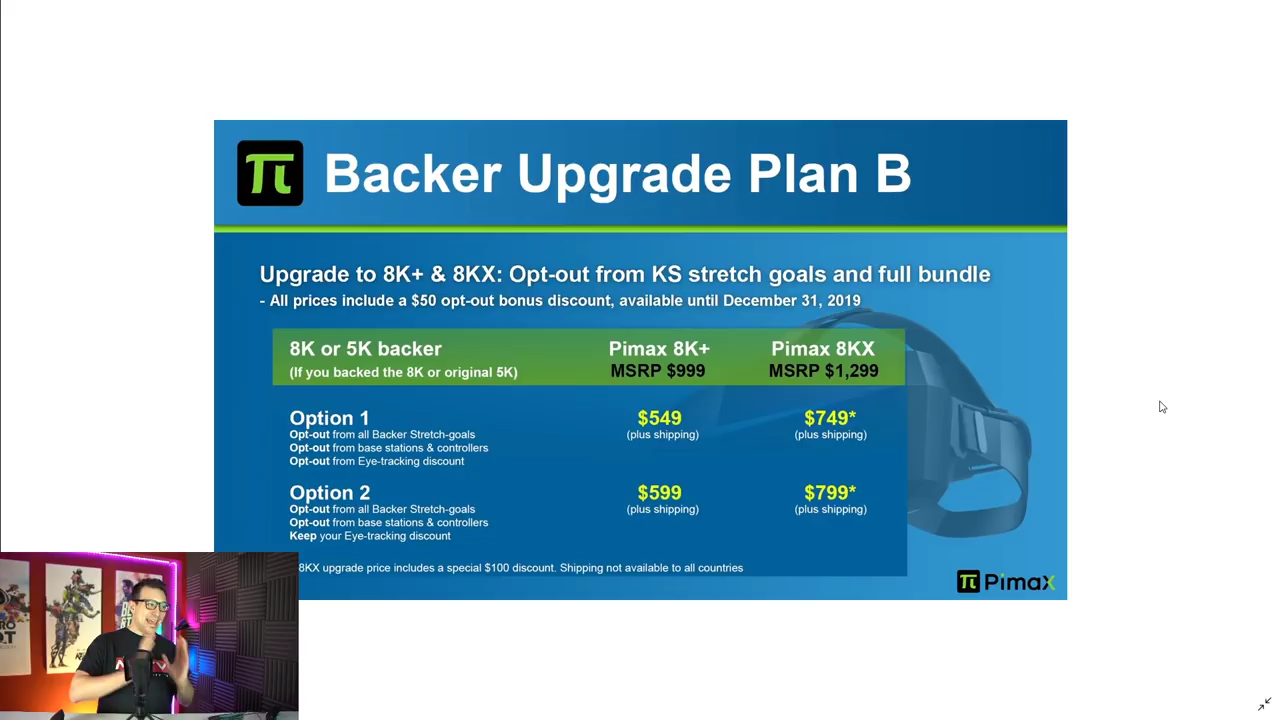 Backer Upgrade Plan B
Upgrade to 8K+ & 8KX: Opt-out from KS stretch goals and full bundle
- All prices include a $50 opt-out bonus discount, available until December 31, 2019
8K or 5K backer Pimax 8K+ Pimax 8KX
(If you backed the 8K or original 5K) MSRP $999 MSRP $1,299
Option 1 $549 $749*
Opt-out from all Backer Stretch-goals (plus shipping) (plus shipping)
Opt-out from base stations & controllers
Opt-out from Eye-tracking discount
Option 2 $599 $799*
Opt-out from all Backer Stretch-goals (plus shipping) (plus shipping)
Opt-out from base stations & controllers
Keep your Eye-tracking discount
8KX upgrade price includes a special $100 discount. Shipping not available to all countries
Pimax